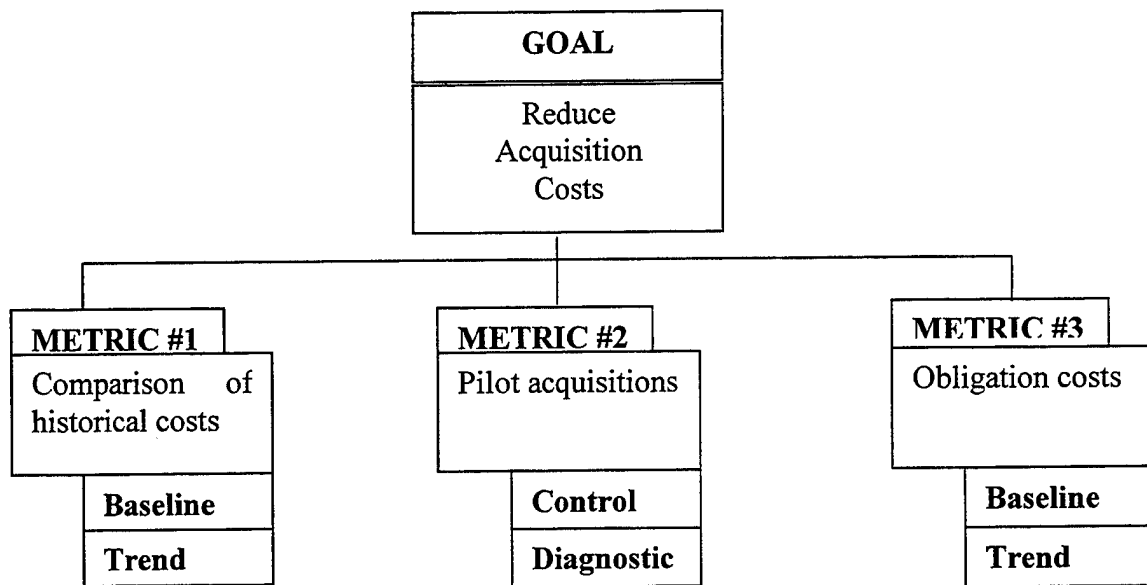 GOAL
Reduce
Acquisition
Costs
METRIC #1
Comparison of
historical costs
Baseline
Trend
METRIC #2
Pilot acquisitions
Control
Diagnostic
METRIC #3
Obligation costs
Baseline
Trend